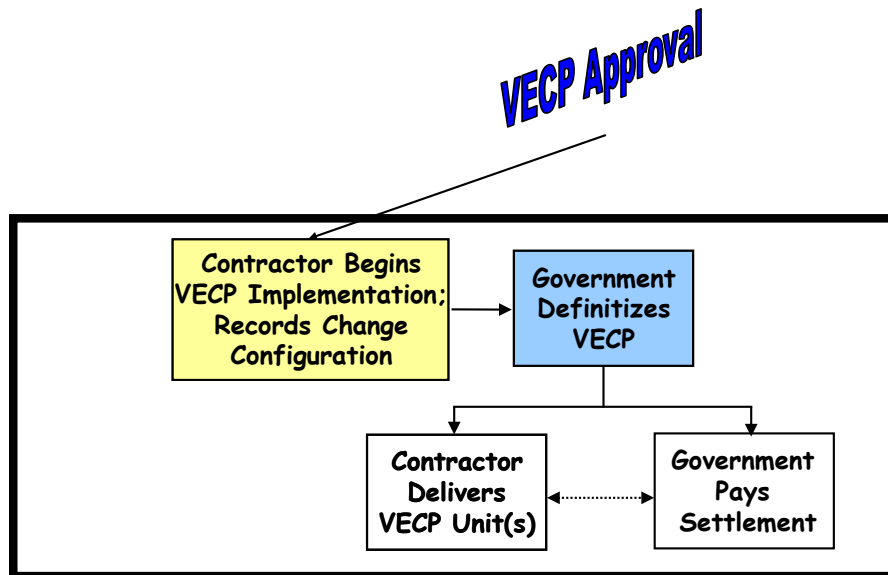 VECP Approval
Contractor Begins
VECP Implementation;
Records Change
Configuration
Government
Definitizes
VECP
Contractor
Delivers
VECP Unit(s)
Government
Pays
Settlement